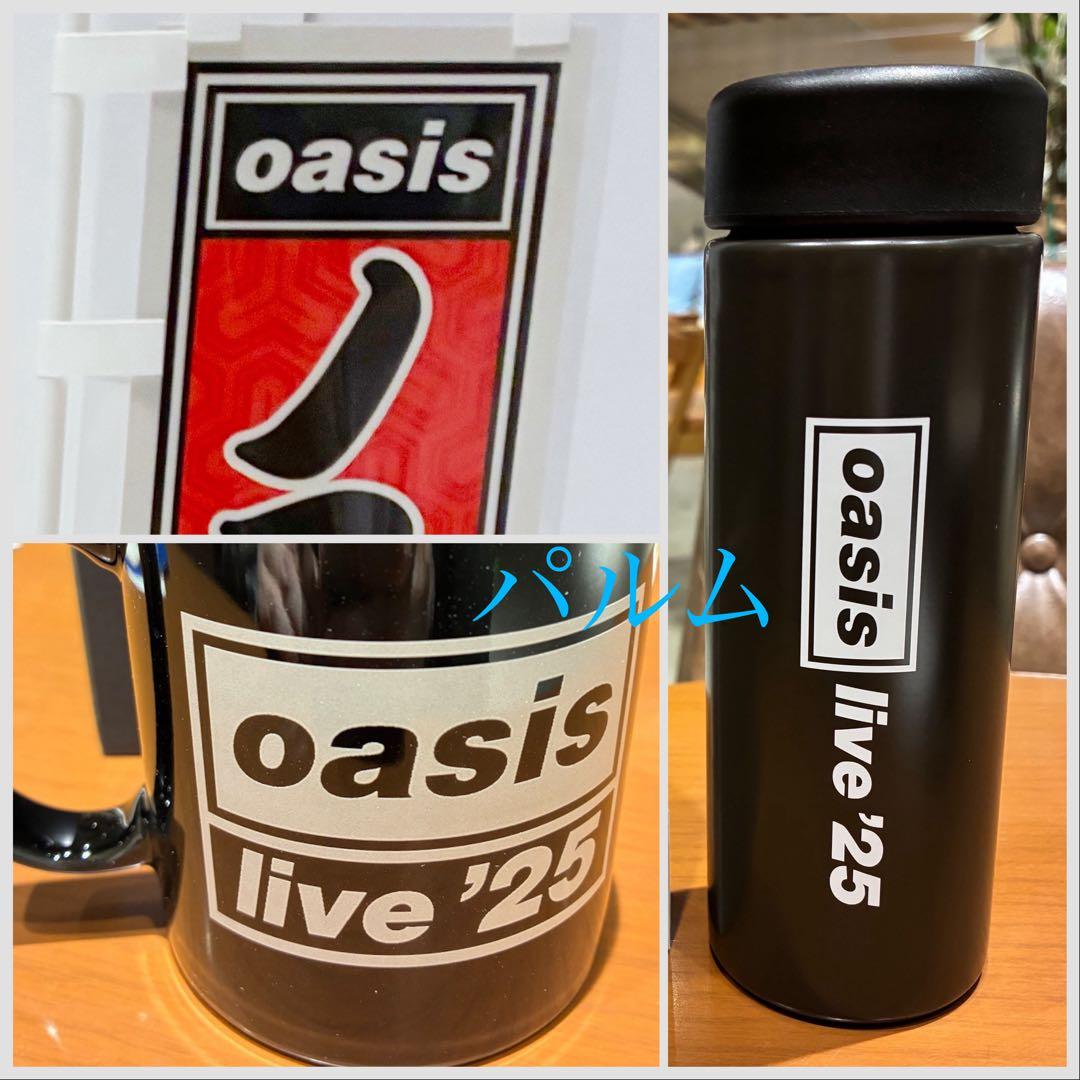 oasis
パルム
oasis
live '25
oasis live '25